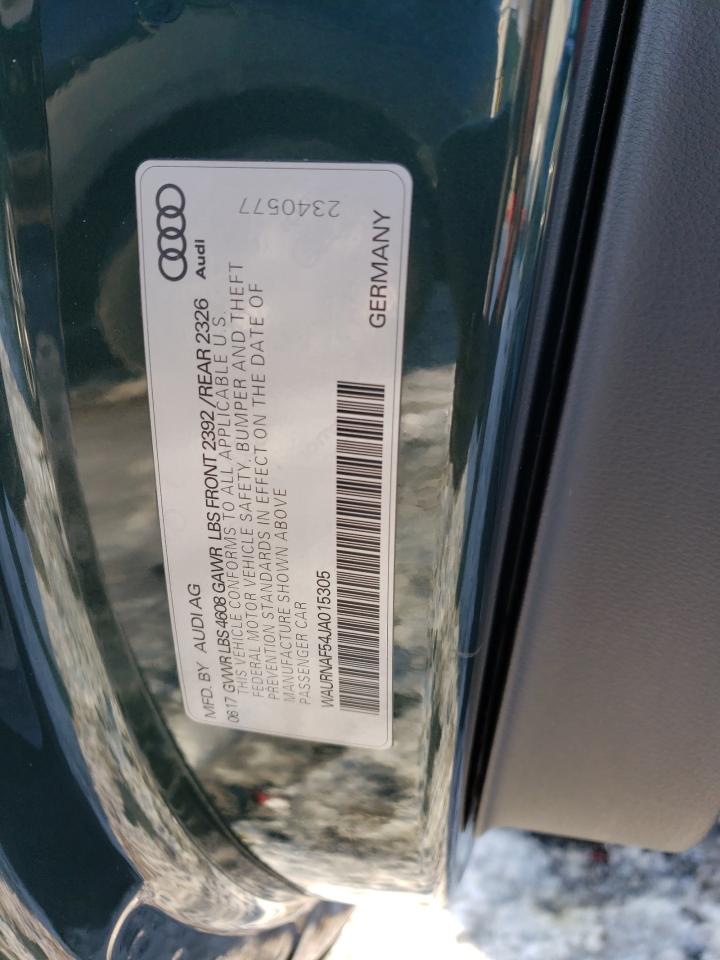 Audi
2340577
MFD. BY AUDI AG
06 17 GVWR LBS 4608 GAWR LBS FRONT 2392 / REAR 2326
THIS VEHICLE CONFORMS TO ALL APPLICABLE U.S.
FEDERAL MOTOR VEHICLE SAFETY, BUMPER AND THEFT
PREVENTION STANDARDS IN EFFECT ON THE DATE OF
MANUFACTURE SHOWN ABOVE
PASSENGER CAR
WAURNAF54JA015305
GERMANY